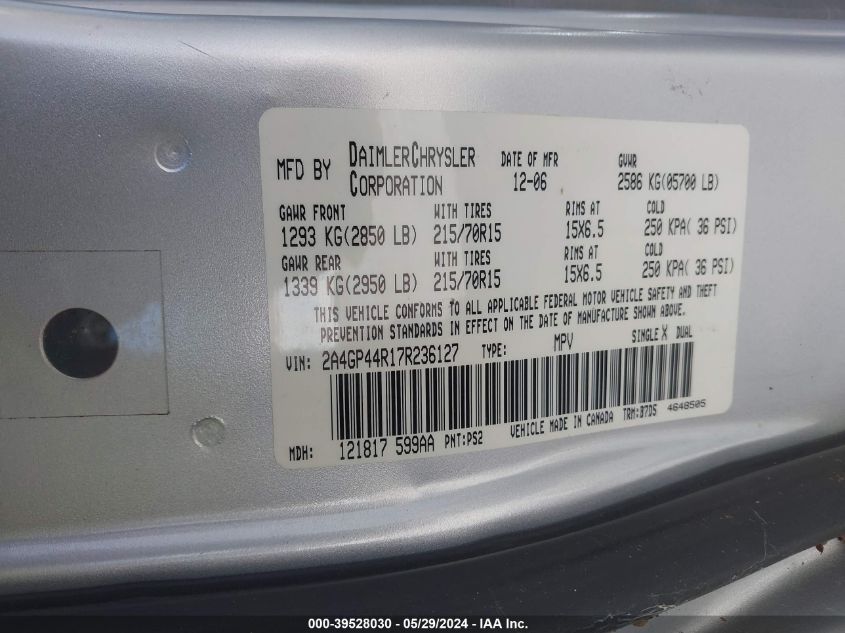 MFD BY DAIMLERCHRYSLER CORPORATION DATE OF MFR 12-06 GVWR 2586 KG(05700 LB)
GAWR FRONT WITH TIRES RIMS AT COLD
1293 KG(2850 LB) 215/70R15 15X6.5 250 KPA( 36 PSI)
GAWR REAR WITH TIRES RIMS AT COLD
1339 KG(2950 LB) 215/70R15 15X6.5 250 KPA( 36 PSI)
THIS VEHICLE CONFORMS TO ALL APPLICABLE FEDERAL MOTOR VEHICLE SAFETY AND THEFT
PREVENTION STANDARDS IN EFFECT ON THE DATE OF MANUFACTURE SHOWN ABOVE.
VIN: 2A4GP44R17R236127 TYPE: MPV SINGLE X DUAL
MDH: 121817 599AA PNT:PS2 VEHICLE MADE IN CANADA TRM:B7D5 4648505
000-39528030 - 05/29/2024 - IAA Inc.